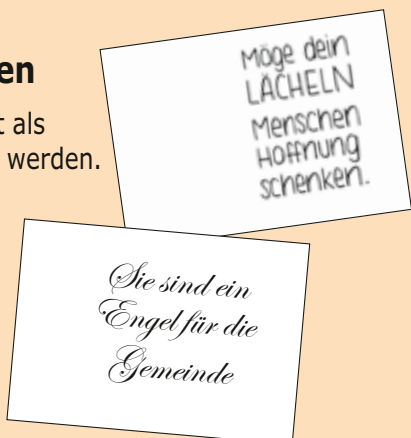 en
t als
werden.
Möge dein
LÄCHELN
Menschen
HOFFNUNG
schenken.
Sie sind ein
Engel für die
Gemeinde